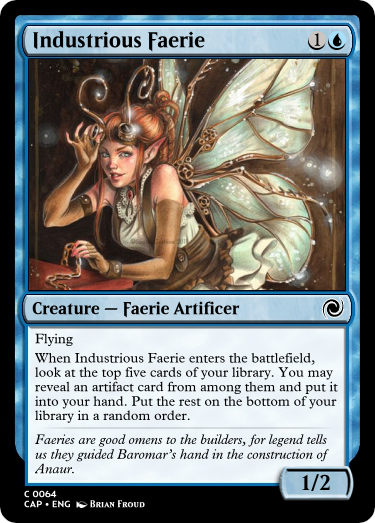 Industrious Faerie 1
Creature — Faerie Artificer
Flying
When Industrious Faerie enters the battlefield,
look at the top five cards of your library. You may
reveal an artifact card from among them and put it
into your hand. Put the rest on the bottom of your
library in a random order.
Faeries are good omens to the builders, for legend tells
us they guided Baromar's hand in the construction of
Anaur.
1/2
C 0064
CAP • ENG Brian Froud